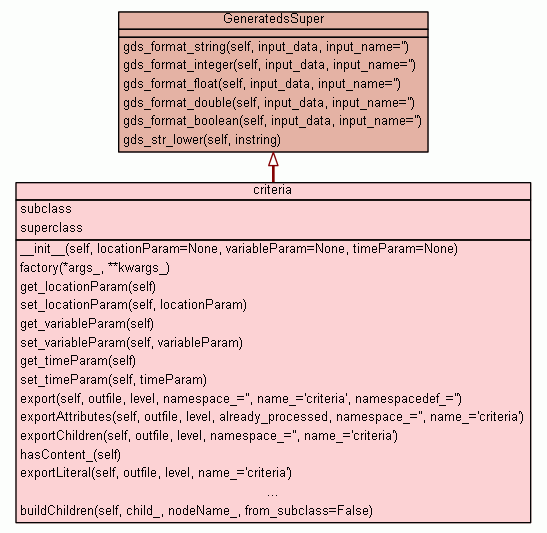 GeneratedsSuper
gds_format_string(self, input_data, input_name='')
gds_format_integer(self, input_data, input_name='')
gds_format_float(self, input_data, input_name='')
gds_format_double(self, input_data, input_name='')
gds_format_boolean(self, input_data, input_name='')
gds_str_lower(self, instring)
criteria
subclass
superclass
__init__(self, locationParam=None, variableParam=None, timeParam=None)
factory(*args_, **kwargs_)
get_locationParam(self)
set_locationParam(self, locationParam)
get_variableParam(self)
set_variableParam(self, variableParam)
get_timeParam(self)
set_timeParam(self, timeParam)
export(self, outfile, level, namespace_='', name_='criteria', namespacedef_='')
exportAttributes(self, outfile, level, already_processed, namespace_='', name_='criteria')
exportChildren(self, outfile, level, namespace_='', name_='criteria')
hasContent_(self)
exportLiteral(self, outfile, level, name_='criteria')
...
buildChildren(self, child_, nodeName_, from_subclass=False)